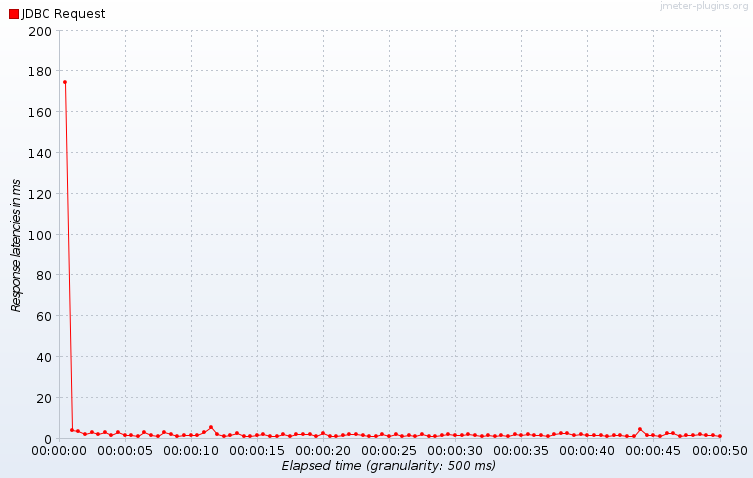 jmeter-plugins.org
JDBC Request
200
180
160
140
120
100
80
60
40
20
0
Response latencies in ms
00:00:00 00:00:05 00:00:10 00:00:15 00:00:20 00:00:25 00:00:30 00:00:35 00:00:40 00:00:45 00:00:50
Elapsed time (granularity: 500 ms)